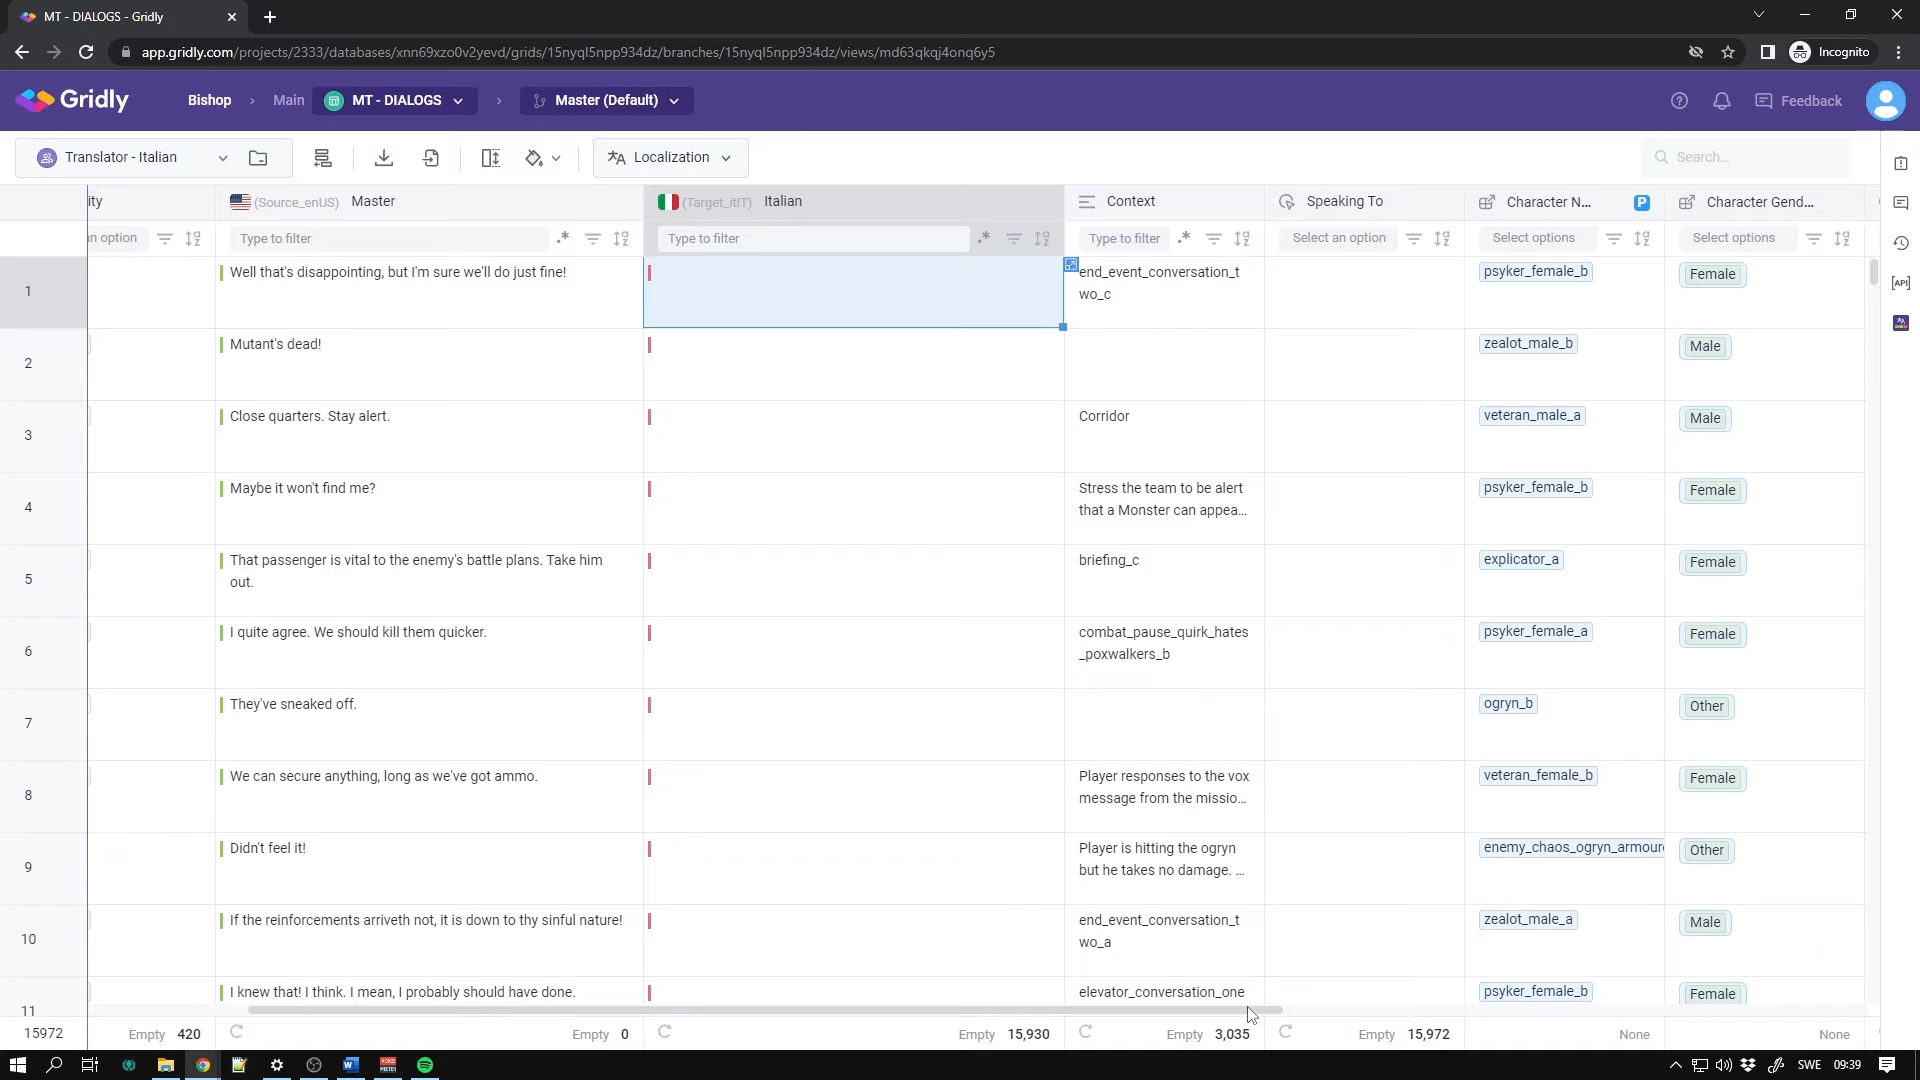 MT - DIALOGS - Gridly
app.gridly.com/projects/2333/databases/xnn69xzo0v2yevd/grids/15nyql5npp934dz/branches/15nyql5npp934dz/views/md63qkqj4onq6y5
Incognito
Gridly
Bishop
Main
MT - DIALOGS
Master (Default)
Feedback
Translator - Italian
Localization
Search...
[API]
ity
(Source_enUS) Master
(Target_itIT) Italian
Context
Speaking To
Character N...
P
Character Gend...
an option
Type to filter
.*
Type to filter
.*
Type to filter
.*
Select an option
Select options
Select options
1
Well that's disappointing, but I'm sure we'll do just fine!
end_event_conversation_t
wo_c
psyker_female_b
Female
2
Mutant's dead!
zealot_male_b
Male
3
Close quarters. Stay alert.
Corridor
veteran_male_a
Male
4
Maybe it won't find me?
Stress the team to be alert
that a Monster can appea...
psyker_female_b
Female
5
That passenger is vital to the enemy's battle plans. Take him
out.
briefing_c
explicator_a
Female
6
I quite agree. We should kill them quicker.
combat_pause_quirk_hates
_poxwalkers_b
psyker_female_a
Female
7
They've sneaked off.
ogryn_b
Other
8
We can secure anything, long as we've got ammo.
Player responses to the vox
message from the missio...
veteran_female_b
Female
9
Didn't feel it!
Player is hitting the ogryn
but he takes no damage. ...
enemy_chaos_ogryn_armoure
Other
10
If the reinforcements arriveth not, it is down to thy sinful nature!
end_event_conversation_t
wo_a
zealot_male_a
Male
11
I knew that! I think. I mean, I probably should have done.
elevator_conversation_one
psyker_female_b
Female
15972
Empty 420
Empty 0
Empty 15,930
Empty 3,035
Empty 15,972
None
None
SWE
09:39